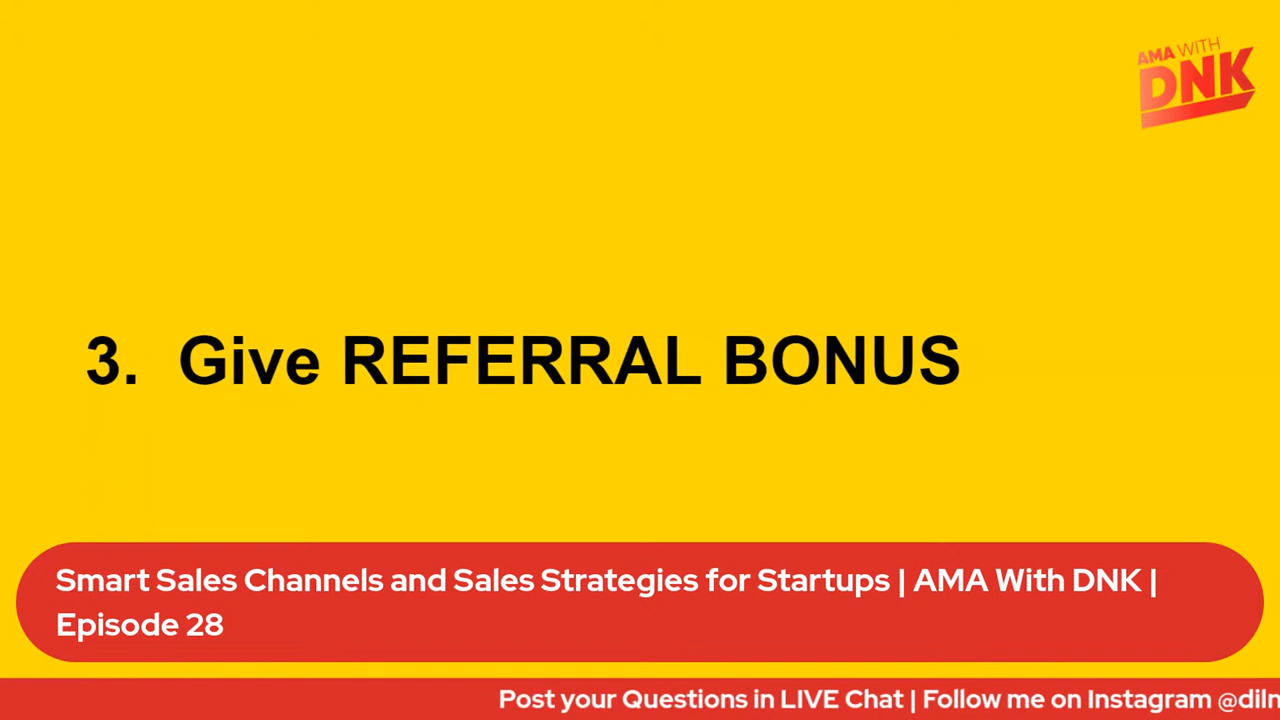 AMA WITH
DNK
3. Give REFERRAL BONUS
Smart Sales Channels and Sales Strategies for Startups | AMA With DNK |
Episode 28
Post your Questions in LIVE Chat | Follow me on Instagram